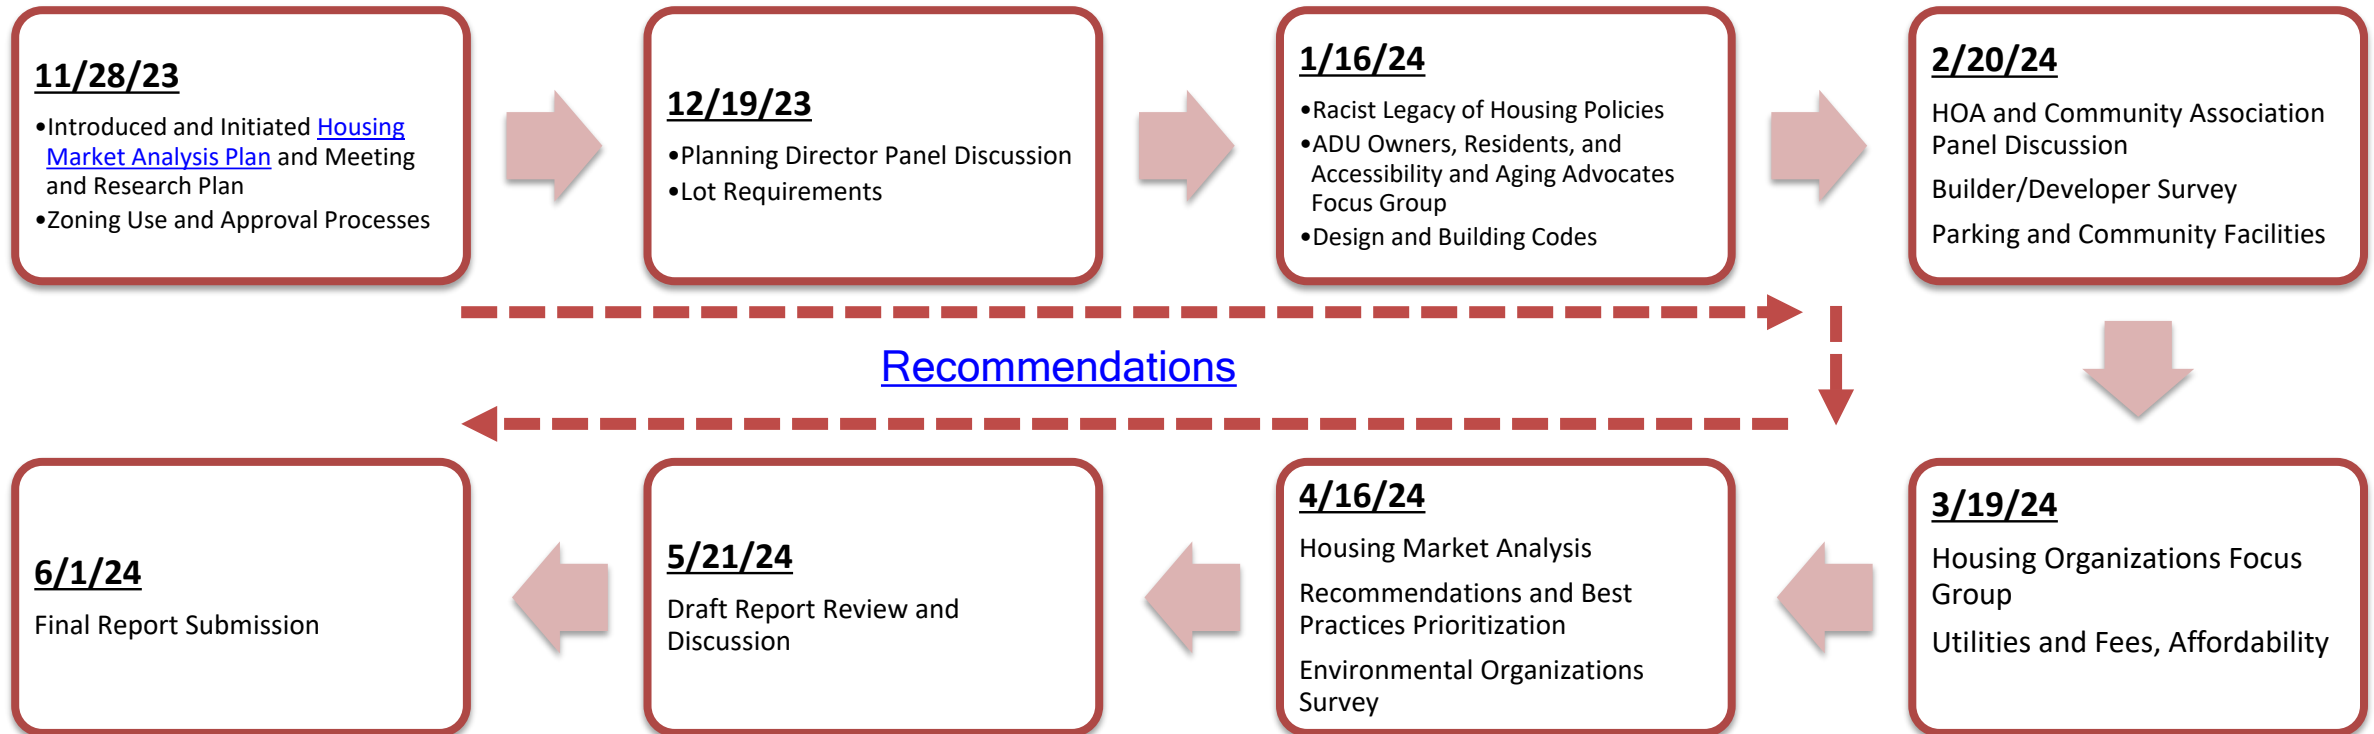 11/28/23
•Introduced and Initiated Housing
Market Analysis Plan and Meeting
and Research Plan
•Zoning Use and Approval Processes
12/19/23
•Planning Director Panel Discussion
•Lot Requirements
1/16/24
•Racist Legacy of Housing Policies
•ADU Owners, Residents, and
Accessibility and Aging Advocates
Focus Group
•Design and Building Codes
2/20/24
HOA and Community Association
Panel Discussion
Builder/Developer Survey
Parking and Community Facilities
Recommendations
3/19/24
Housing Organizations Focus
Group
Utilities and Fees, Affordability
4/16/24
Housing Market Analysis
Recommendations and Best
Practices Prioritization
Environmental Organizations
Survey
5/21/24
Draft Report Review and
Discussion
6/1/24
Final Report Submission